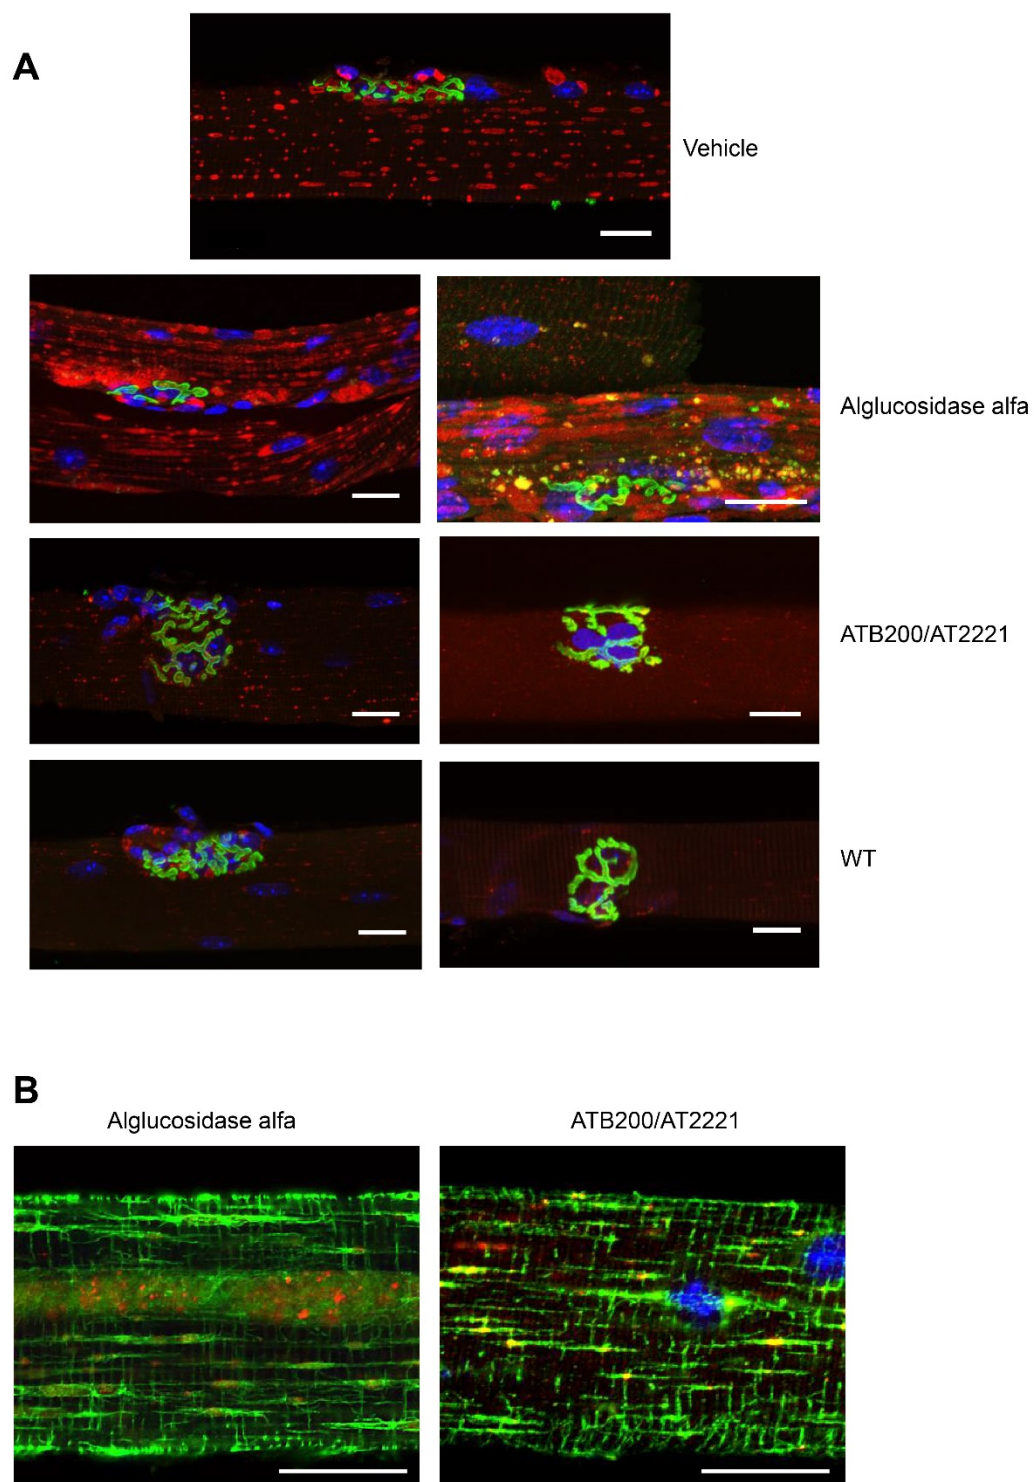 A
Vehicle
Alglucosidase alfa
ATB200/AT2221
WT
B
Alglucosidase alfa
ATB200/AT2221